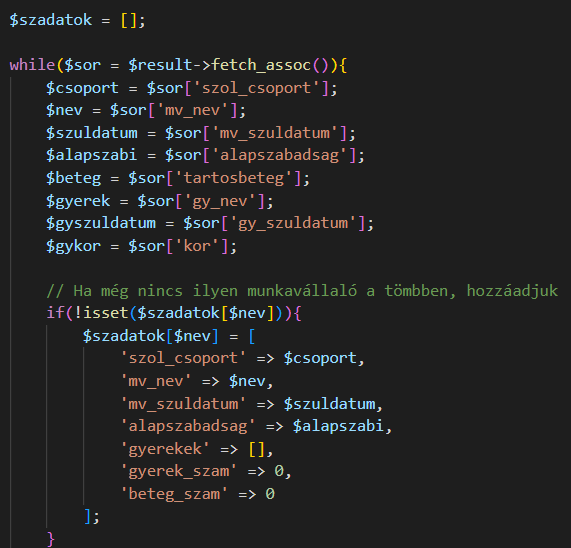 $szadatok = [];
while($sor = $result->fetch_assoc()){
$csoport = $sor['szol_csoport'];
$nev = $sor['mv_nev'];
$szuldatum = $sor['mv_szuldatum'];
$alapszabi = $sor['alapszabadsag'];
$beteg = $sor['tartosbeteg'];
$gyerek = $sor['gy_nev'];
$gyszuldatum = $sor['gy_szuldatum'];
$gykor = $sor['kor'];
// Ha még nincs ilyen munkavállaló a tömbben, hozzáadjuk
if(!isset($szadatok[$nev])){
$szadatok[$nev] = [
'szol_csoport' => $csoport,
'mv_nev' => $nev,
'mv_szuldatum' => $szuldatum,
'alapszabadsag' => $alapszabi,
'gyerekek' => [],
'gyerek_szam' => 0,
'beteg_szam' => 0
];
}